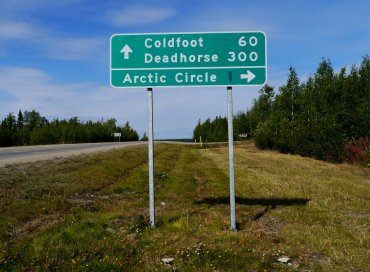 Coldfoot 60
Deadhorse 300
Arctic Circle